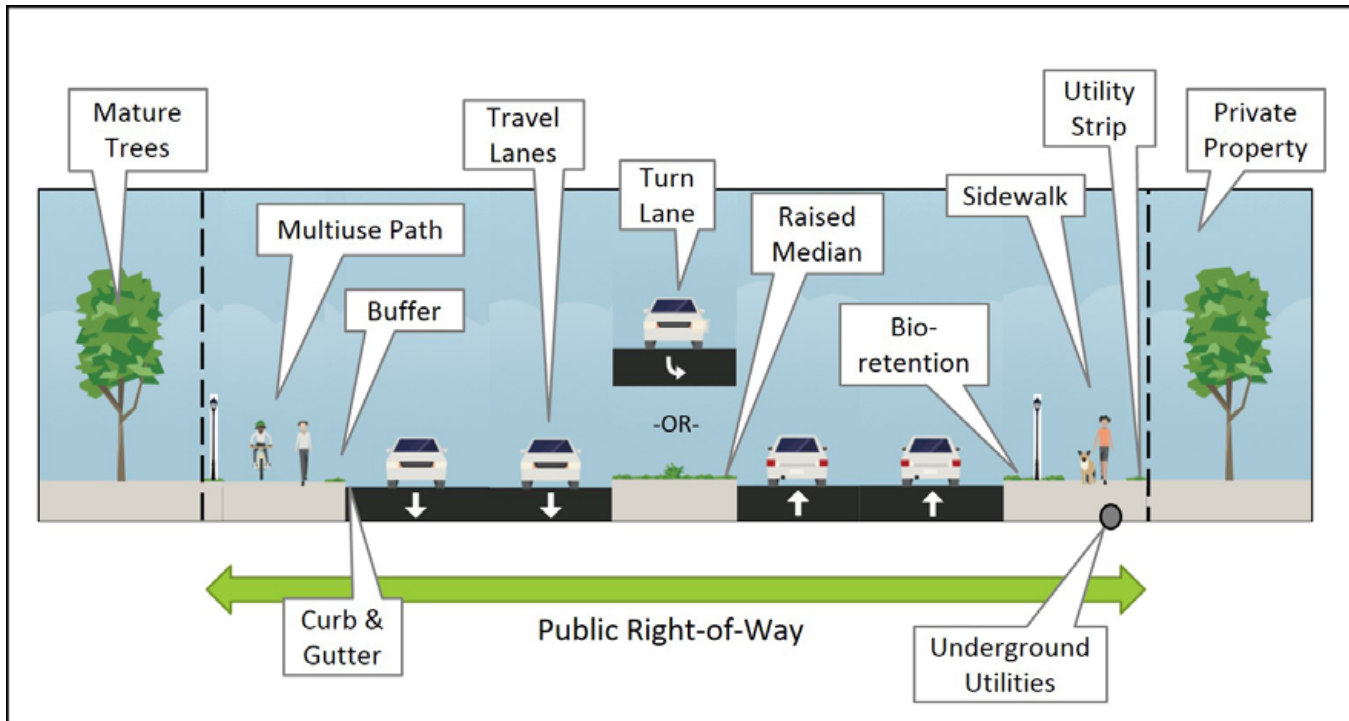 Mature
Trees
Multiuse Path
Buffer
Travel
Lanes
Turn
Lane
-OR-
Raised
Median
Bio-
retention
Sidewalk
Utility
Strip
Private
Property
Curb &
Gutter
Public Right-of-Way
Underground
Utilities